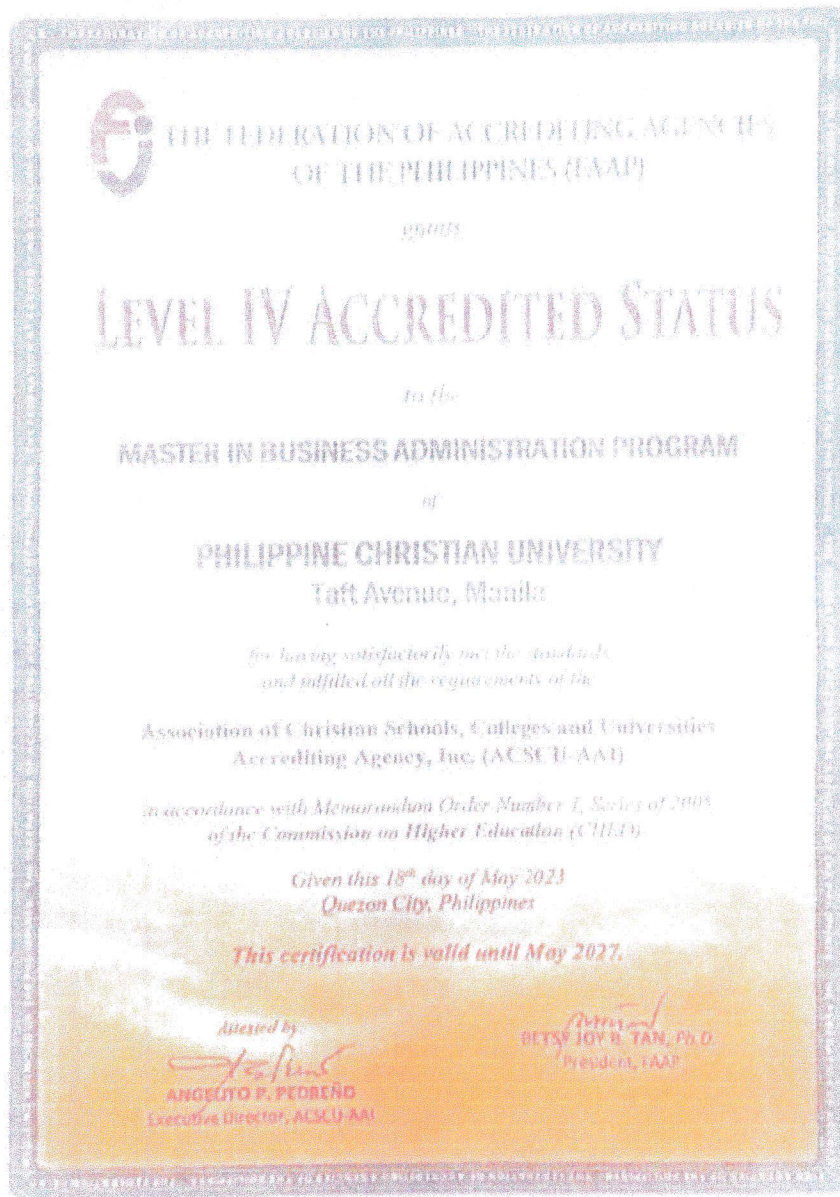 THE FEDERATION OF ACCREDITING AGENCIES
OF THE PHILIPPINES (FAAP)
grants
LEVEL IV ACCREDITED STATUS
to the
MASTER IN BUSINESS ADMINISTRATION PROGRAM
of
PHILIPPINE CHRISTIAN UNIVERSITY
Taft Avenue, Manila
for having satisfactorily met the standards
and fulfilled all the requirements of the
Association of Christian Schools, Colleges and Universities
Accrediting Agency, Inc. (ACSCU-AAI)
in accordance with Memorandum Order Number 1, Series of 2005
of the Commission on Higher Education (CHED)
Given this 18th day of May 2023
Quezon City, Philippines
This certification is valid until May 2027.
Attested by
ANGELITO P. PEDREÑO
Executive Director, ACSCU-AAI
BETSY JOY B. TAN, Ph.D.
President, FAAP